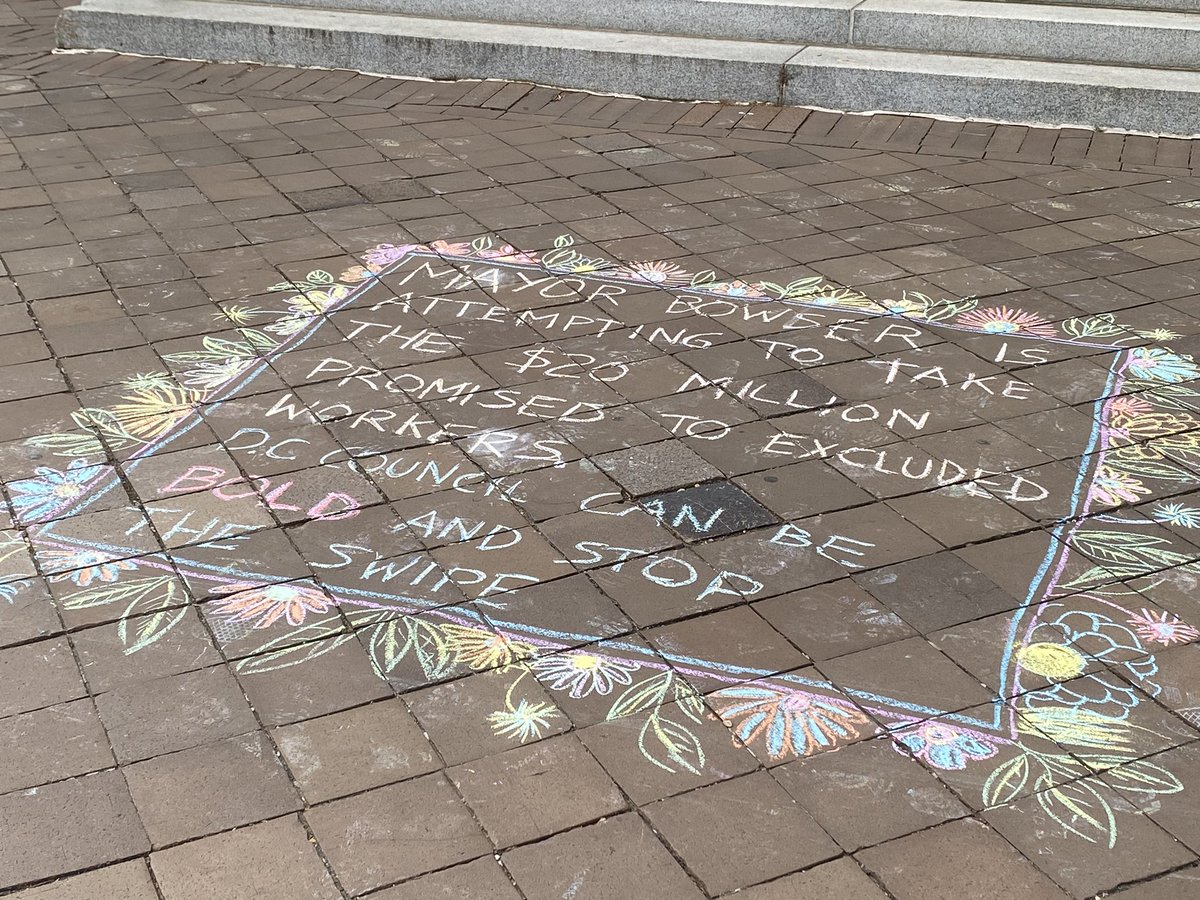 MAYOR BOWSER IS
ATTEMPTING TO TAKE
THE $20 MILLION
PROMISED TO EXCLUDED
WORKERS.
D.C COUNCIL CAN BE
BOLD AND STOP
THE SWIPE